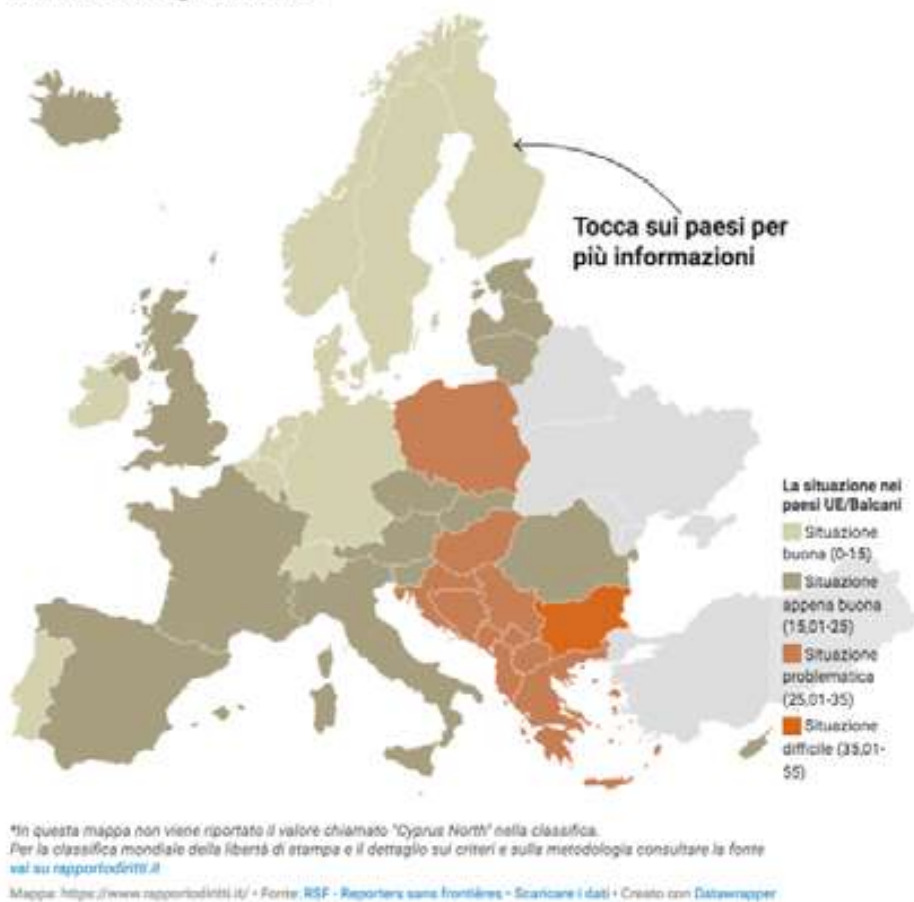 Tocca sui paesi per
più informazioni
La situazione nei
paesi UE/Balcani
Situazione
buona (0-15)
Situazione
appena buona
(15,01-25)
Situazione
problematica
(25,01-35)
Situazione
difficile (35,01-
55)
*In questa mappa non viene riportato il valore chiamato "Cyprus North" nella classifica.
Per la classifica mondiale della libertà di stampa e il dettaglio sui criteri e sulla metodologia consultare la fonte
vai su rapportodiritti.it
Mappa: https://www.rapportodiritti.it/ • Fonte: RSF - Reporters sans frontières • Scaricare i dati • Creato con Datawrapper